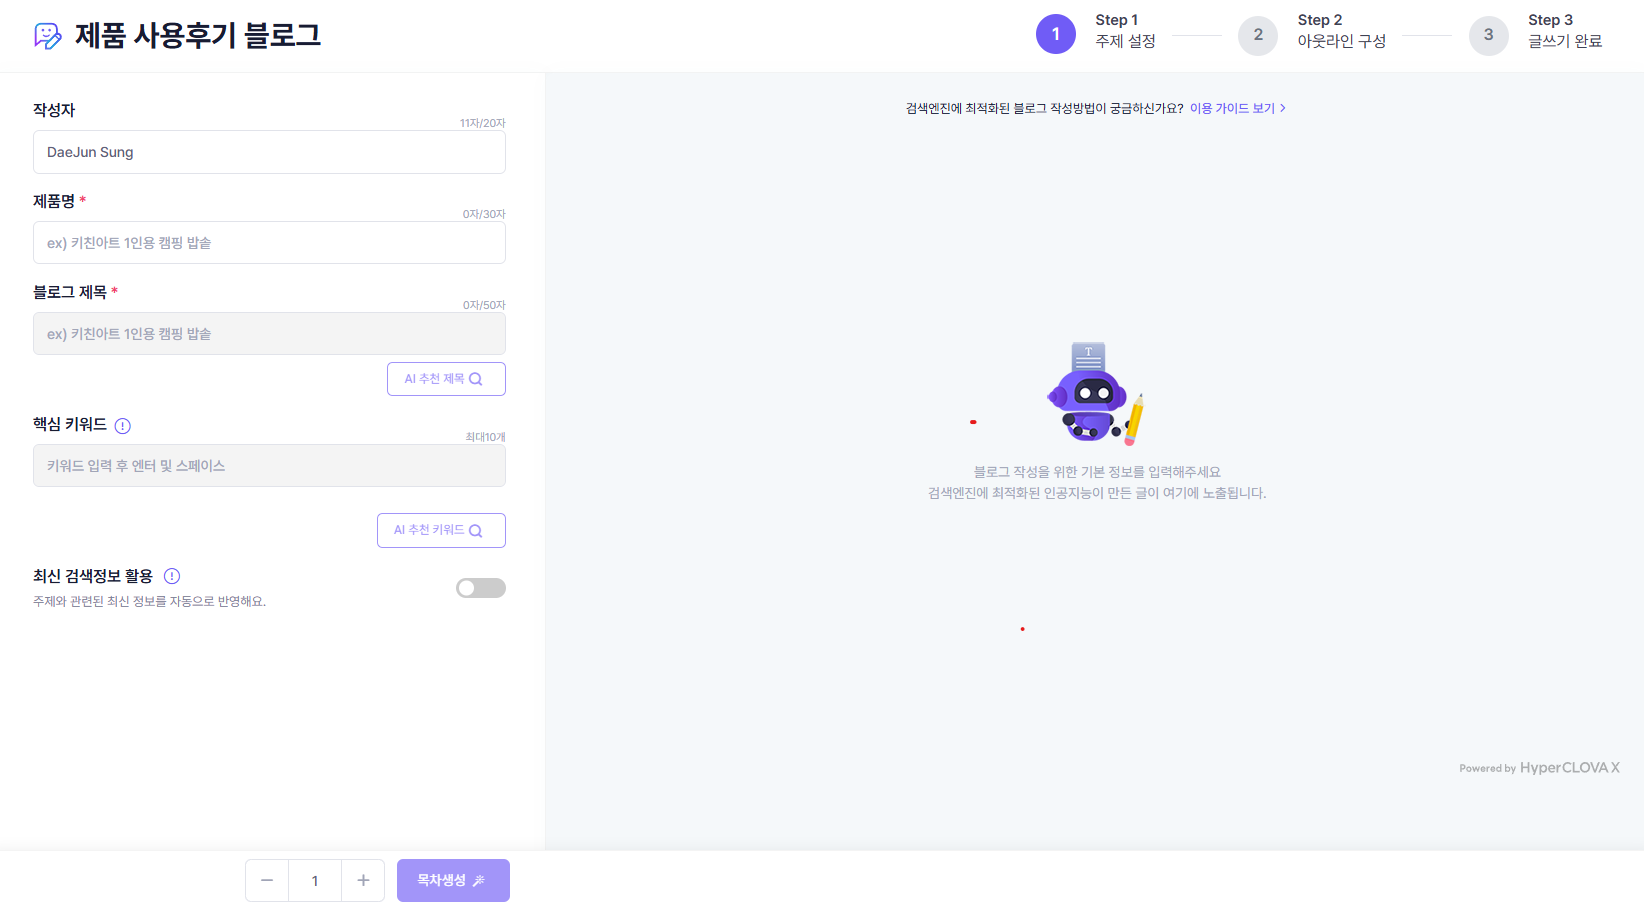 제품 사용후기 블로그
1
Step 1
주제 설정
2
Step 2
아웃라인 구성
3
Step 3
글쓰기 완료
작성자
11자/20자
DaeJun Sung
제품명 *
0자/30자
ex) 키친아트 1인용 캠핑 밥솥
블로그 제목 *
0자/50자
ex) 키친아트 1인용 캠핑 밥솥
AI 추천 제목
핵심 키워드
최대10개
키워드 입력 후 엔터 및 스페이스
AI 추천 키워드
최신 검색정보 활용
주제와 관련된 최신 정보를 자동으로 반영해요.
검색엔진에 최적화된 블로그 작성방법이 궁금하신가요? 이용 가이드 보기 >
T
블로그 작성을 위한 기본 정보를 입력해주세요
검색엔진에 최적화된 인공지능이 만든 글이 여기에 노출됩니다.
Powered by HyperCLOVA X
− 1 +
목차생성